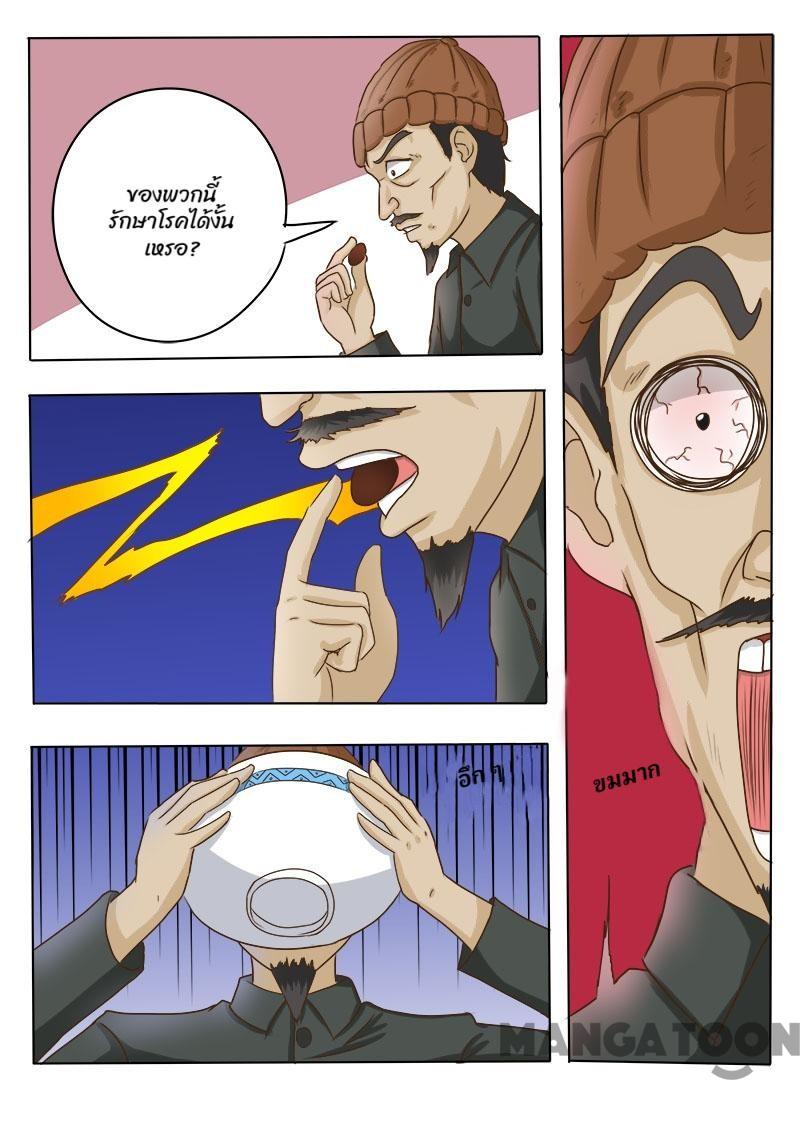 ของพวกนี้
รักษาโรคได้งั้น
เหรอ?
ขมมาก
อึก ๆ
MANGATOON